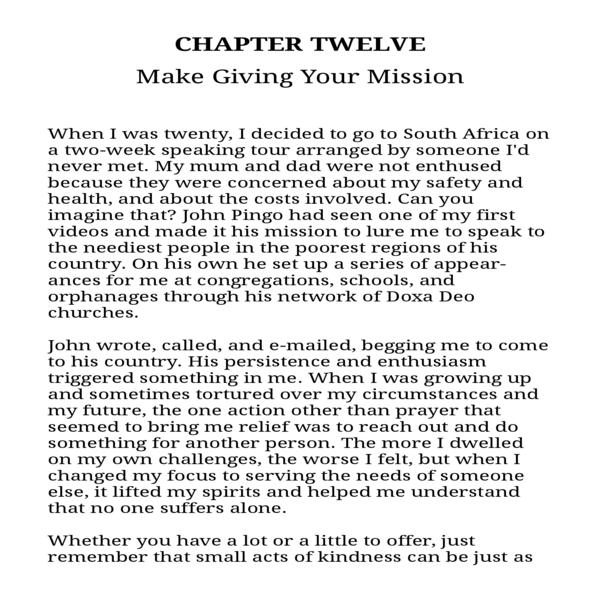 CHAPTER TWELVE
Make Giving Your Mission
When I was twenty, I decided to go to South Africa on
a two-week speaking tour arranged by someone I'd
never met. My mum and dad were not enthused
because they were concerned about my safety and
health, and about the costs involved. Can you
imagine that? John Pingo had seen one of my first
videos and made it his mission to lure me to speak to
the neediest people in the poorest regions of his
country. On his own he set up a series of appear-
ances for me at congregations, schools, and
orphanages through his network of Doxa Deo
churches.
John wrote, called, and e-mailed, begging me to come
to his country. His persistence and enthusiasm
triggered something in me. When I was growing up
and sometimes tortured over my circumstances and
my future, the one action other than prayer that
seemed to bring me relief was to reach out and do
something for another person. The more I dwelled
on my own challenges, the worse I felt, but when I
changed my focus to serving the needs of someone
else, it lifted my spirits and helped me understand
that no one suffers alone.
Whether you have a lot or a little to offer, just
remember that small acts of kindness can be just as